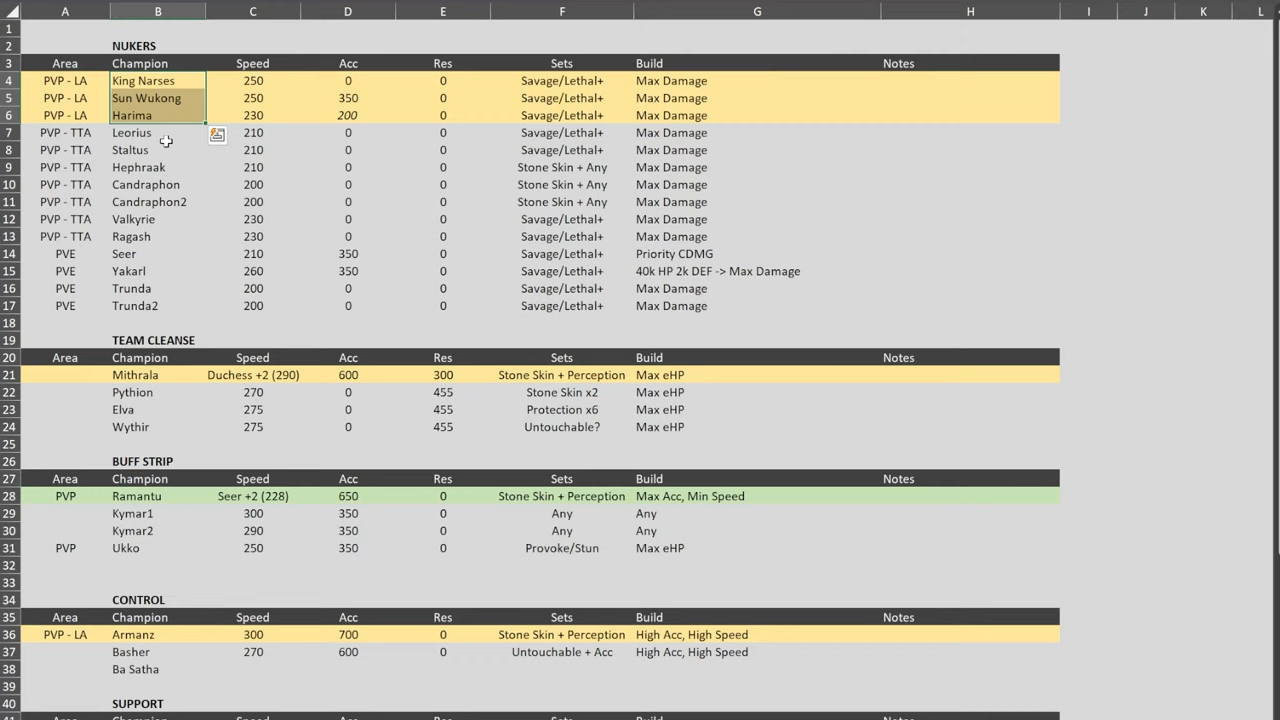 A B C D E F G H I J K L
1
2 NUKERS
3 Area Champion Speed Acc Res Sets Build Notes
4 PVP - LA King Narses 250 0 0 Savage/Lethal+ Max Damage
5 PVP - LA Sun Wukong 250 350 0 Savage/Lethal+ Max Damage
6 PVP - LA Harima 230 200 0 Savage/Lethal+ Max Damage
7 PVP - TTA Leorius 210 0 0 Savage/Lethal+ Max Damage
8 PVP - TTA Staltus 210 0 0 Savage/Lethal+ Max Damage
9 PVP - TTA Hephraak 210 0 0 Stone Skin + Any Max Damage
10 PVP - TTA Candraphon 200 0 0 Stone Skin + Any Max Damage
11 PVP - TTA Candraphon2 200 0 0 Stone Skin + Any Max Damage
12 PVP - TTA Valkyrie 230 0 0 Savage/Lethal+ Max Damage
13 PVP - TTA Ragash 230 0 0 Savage/Lethal+ Max Damage
14 PVE Seer 210 350 0 Savage/Lethal+ Priority CDMG
15 PVE Yakarl 260 350 0 Savage/Lethal+ 40k HP 2k DEF -> Max Damage
16 PVE Trunda 200 0 0 Savage/Lethal+ Max Damage
17 PVE Trunda2 200 0 0 Savage/Lethal+ Max Damage
18
19 TEAM CLEANSE
20 Area Champion Speed Acc Res Sets Build Notes
21 Mithrala Duchess +2 (290) 600 300 Stone Skin + Perception Max eHP
22 Pythion 270 0 455 Stone Skin x2 Max eHP
23 Elva 275 0 455 Protection x6 Max eHP
24 Wythir 275 0 455 Untouchable? Max eHP
25
26 BUFF STRIP
27 Area Champion Speed Acc Res Sets Build Notes
28 PVP Ramantu Seer +2 (228) 650 0 Stone Skin + Perception Max Acc, Min Speed
29 Kymar1 300 350 0 Any Any
30 Kymar2 290 350 0 Any Any
31 PVP Ukko 250 350 0 Provoke/Stun Max eHP
32
33
34 CONTROL
35 Area Champion Speed Acc Res Sets Build Notes
36 PVP - LA Armanz 300 700 0 Stone Skin + Perception High Acc, High Speed
37 Basher 270 600 0 Untouchable + Acc High Acc, High Speed
38 Ba Satha
39
40 SUPPORT